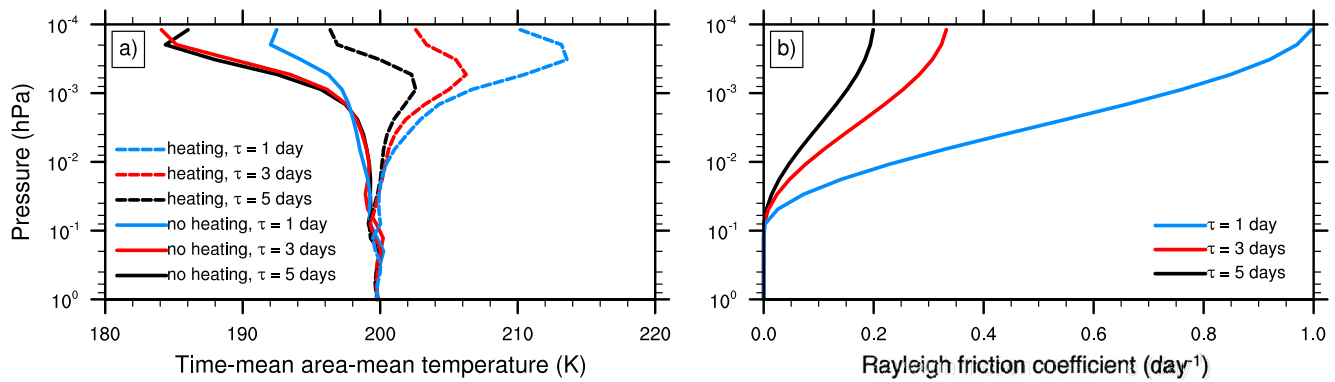 a)
10⁻⁴
10⁻³
10⁻²
10⁻¹
10⁰
Pressure (hPa)
heating, τ = 1 day
heating, τ = 3 days
heating, τ = 5 days
no heating, τ = 1 day
no heating, τ = 3 days
no heating, τ = 5 days
180 190 200 210 220
Time-mean area-mean temperature (K)
b)
10⁻⁴
10⁻³
10⁻²
10⁻¹
10⁰
τ = 1 day
τ = 3 days
τ = 5 days
0.0 0.2 0.4 0.6 0.8 1.0
Rayleigh friction coefficient (day⁻¹)